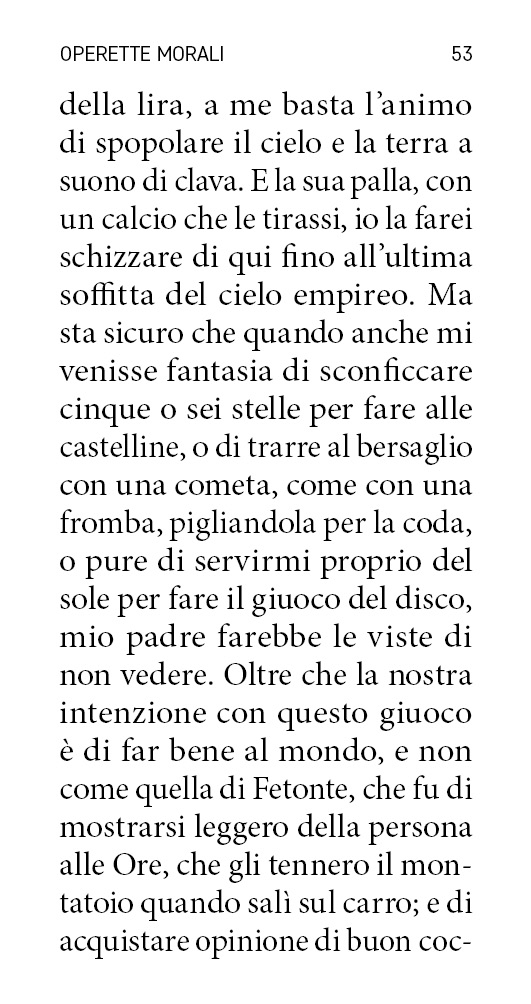 OPERETTE MORALI 53
della lira, a me basta l’animo
di spopolare il cielo e la terra a
suono di clava. E la sua palla, con
un calcio che le tirassi, io la farei
schizzare di qui fino all’ultima
soffitta del cielo empireo. Ma
sta sicuro che quando anche mi
venisse fantasia di sconficcare
cinque o sei stelle per fare alle
castelline, o di trarre al bersaglio
con una cometa, come con una
fromba, pigliandola per la coda,
o pure di servirmi proprio del
sole per fare il giuoco del disco,
mio padre farebbe le viste di
non vedere. Oltre che la nostra
intenzione con questo giuoco
è di far bene al mondo, e non
come quella di Fetonte, che fu di
mostrarsi leggero della persona
alle Ore, che gli tennero il mon-
tatoio quando salì sul carro; e di
acquistare opinione di buon coc-